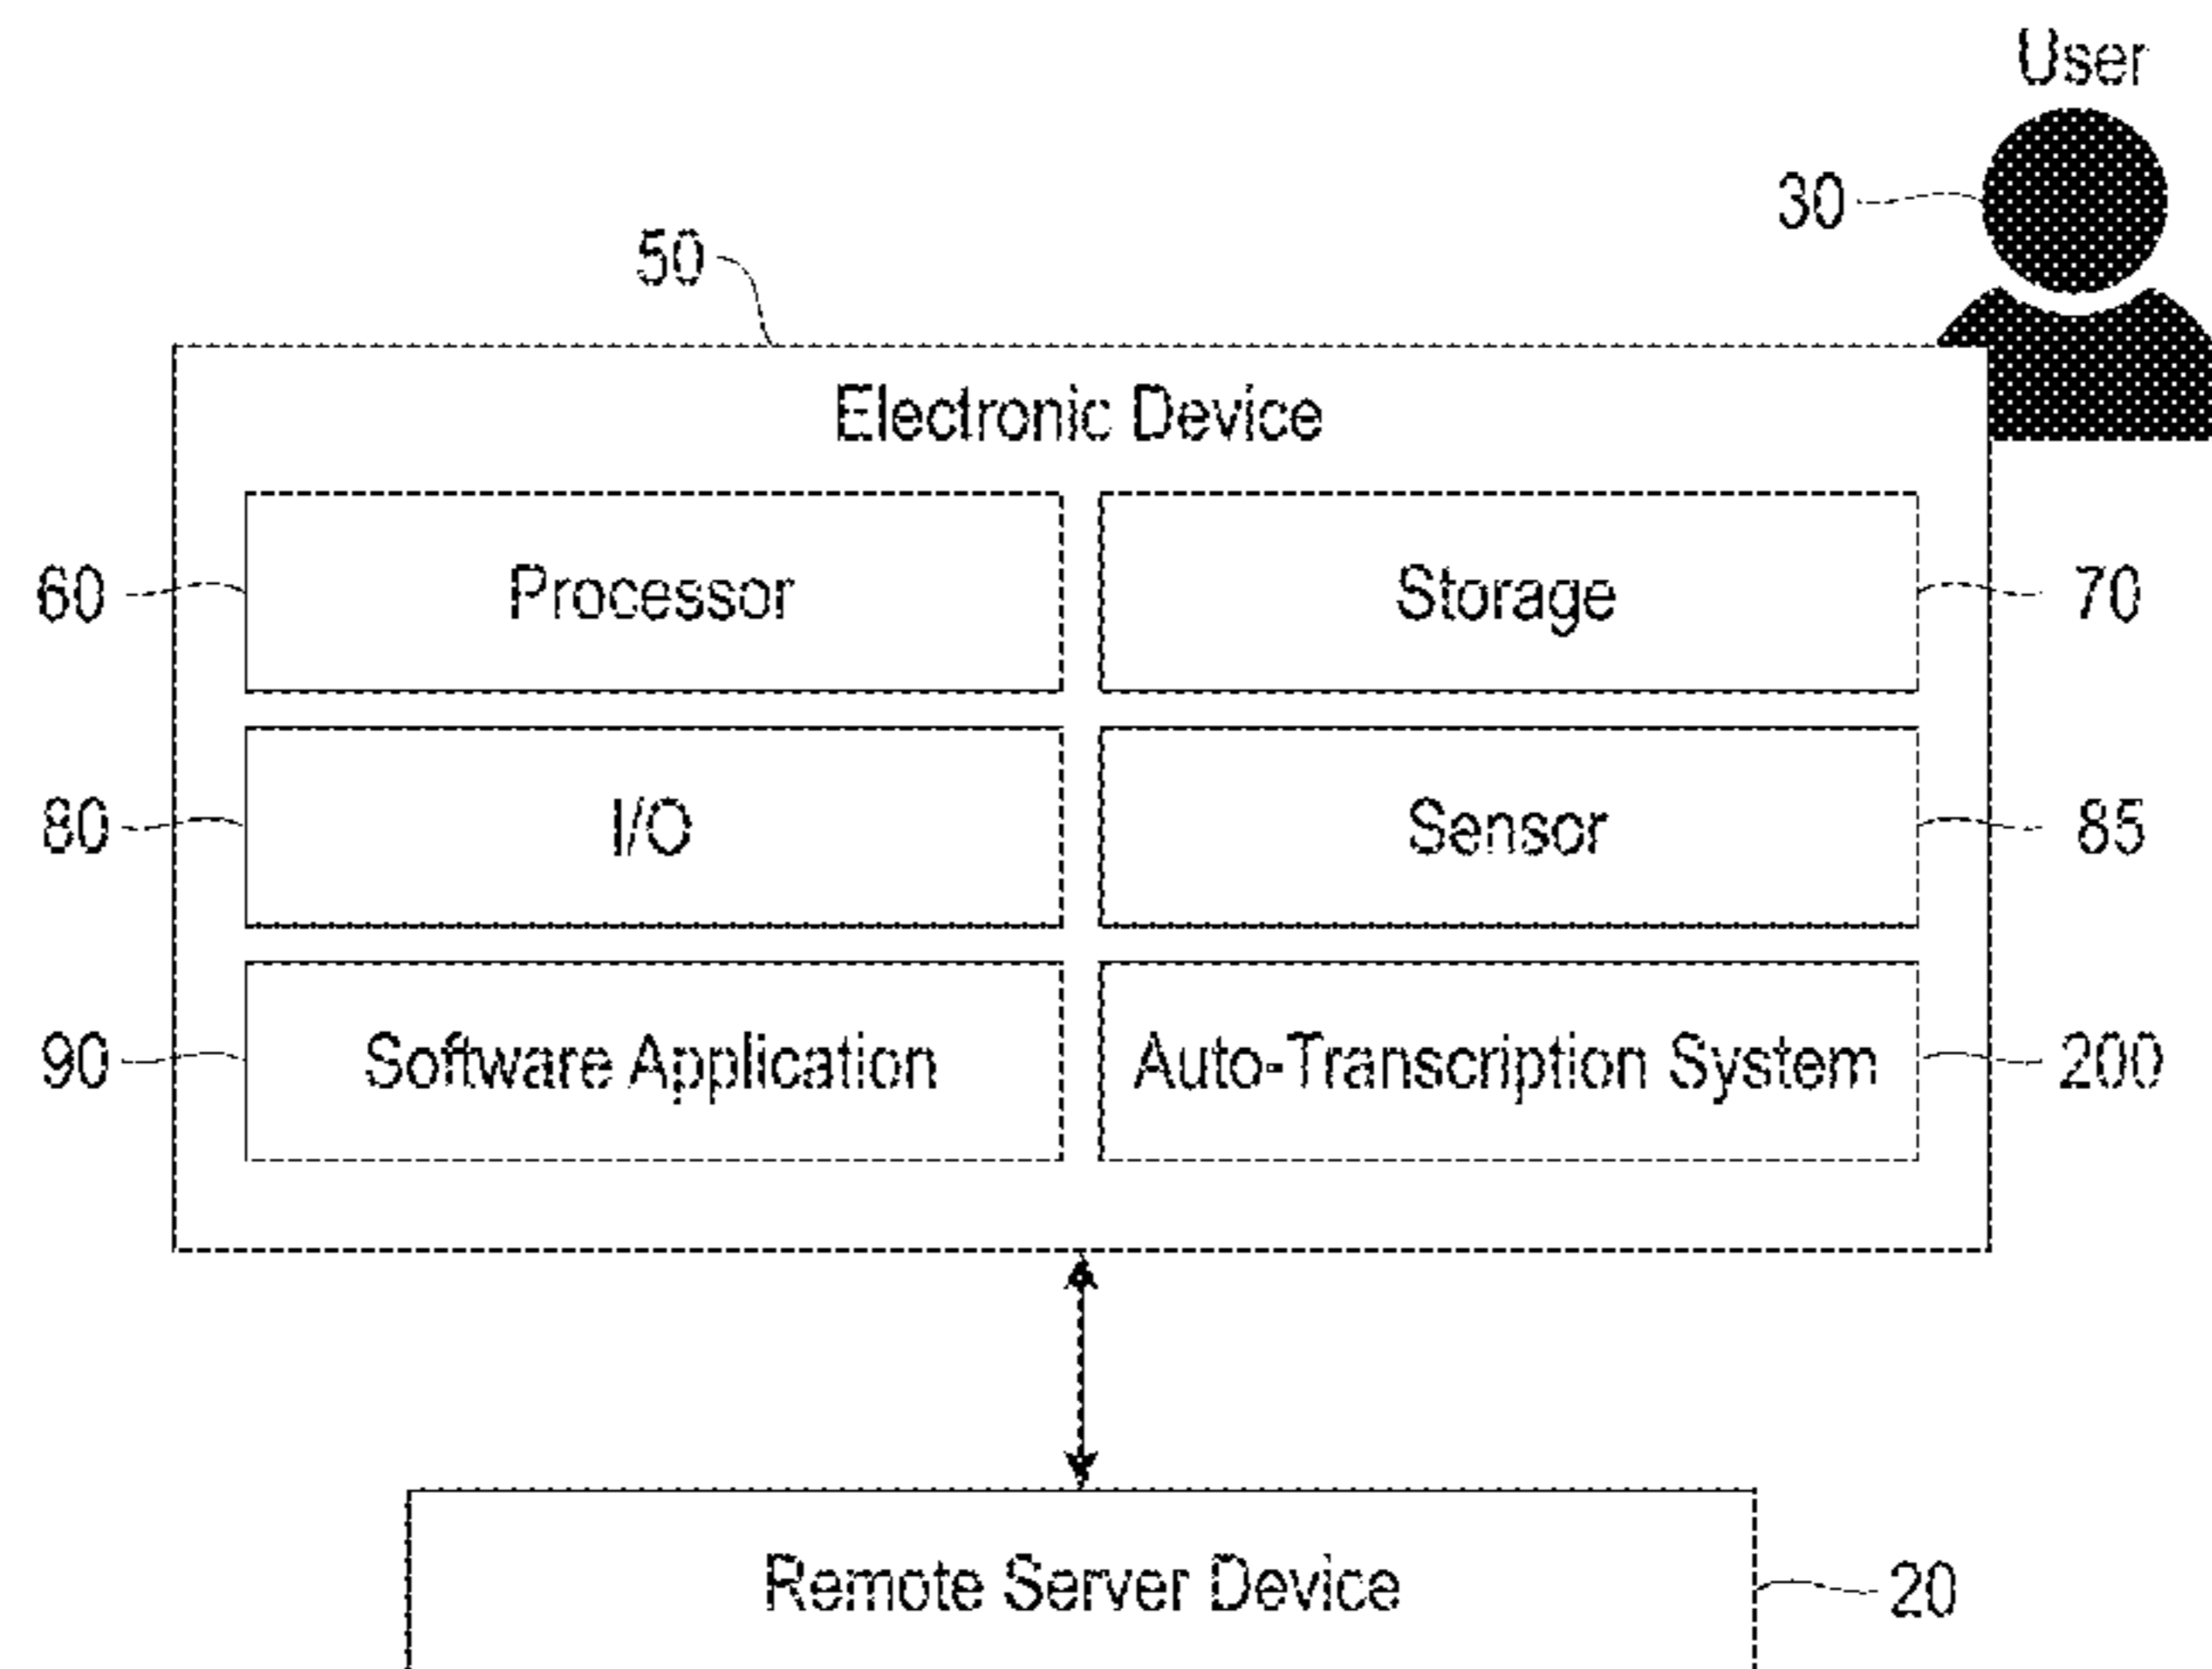 User
30
50
Electronic Device
60 Processor Storage 70
80 I/O Sensor 85
90 Software Application Auto-Transcription System 200
Remote Server Device 20